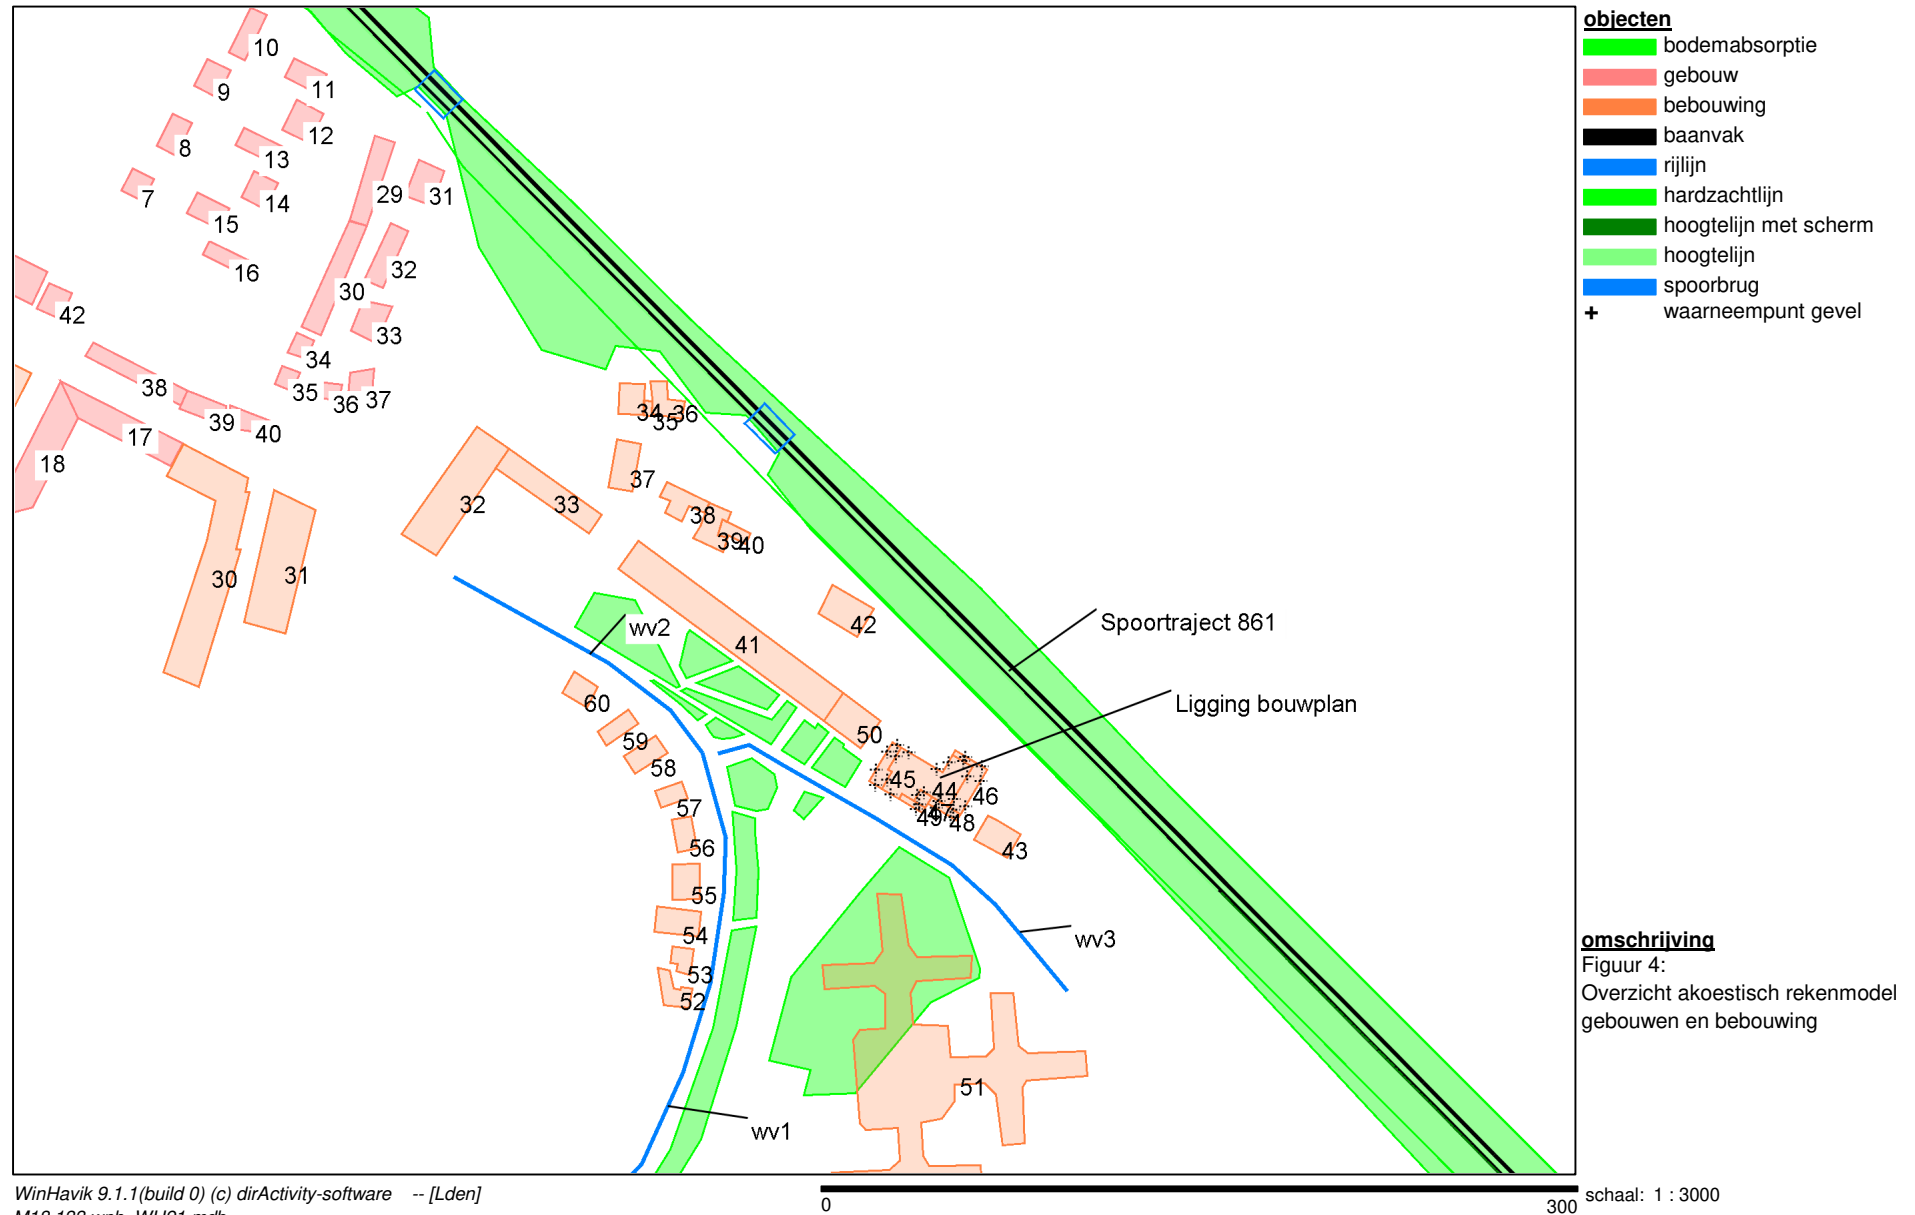 objecten
bodemabsorptie
gebouw
bebouwing
baanvak
rijlijn
hardzachtlijn
hoogtelijn met scherm
hoogtelijn
spoorbrug
+ waarneempunt gevel
10
9
11
8
12
13
7
14
15
16
29
31
32
30
33
42
34
35
36
37
38
39
40
17
18
34
35
36
37
32
33
38
39
40
30
31
42
41
wv2
60
59
58
50
Spoortraject 861
Ligging bouwplan
45
44
46
49
47
48
43
57
56
55
54
53
52
wv3
51
wv1
omschrijving
Figuur 4:
Overzicht akoestisch rekenmodel
gebouwen en bebouwing
WinHavik 9.1.1(build 0) (c) dirActivity-software -- [Lden]
0
300
schaal: 1 : 3000